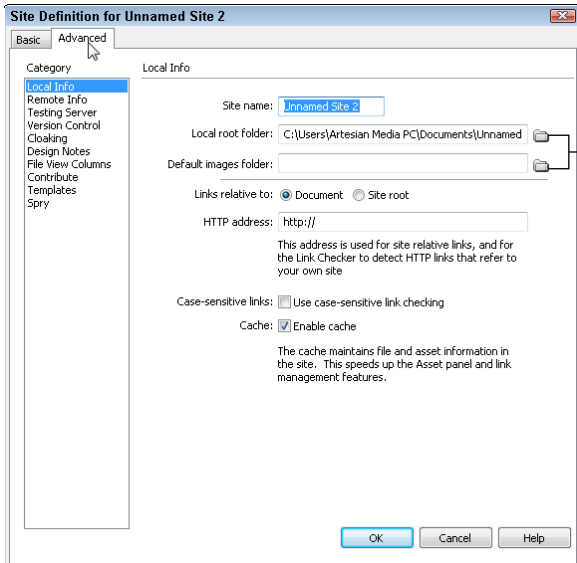 Site Definition for Unnamed Site 2
Basic
Advanced
Category
Local Info
Local Info
Remote Info
Testing Server
Version Control
Cloaking
Design Notes
File View Columns
Contribute
Templates
Spry
Site name: Unnamed Site 2
Local root folder: C:\Users\Artesian Media PC\Documents\Unnamed
Default images folder:
Links relative to: Document Site root
HTTP address: http://
This address is used for site relative links, and for
the Link Checker to detect HTTP links that refer to
your own site
Case-sensitive links: Use case-sensitive link checking
Cache: Enable cache
The cache maintains file and asset information in
the site. This speeds up the Asset panel and link
management features.
OK Cancel Help